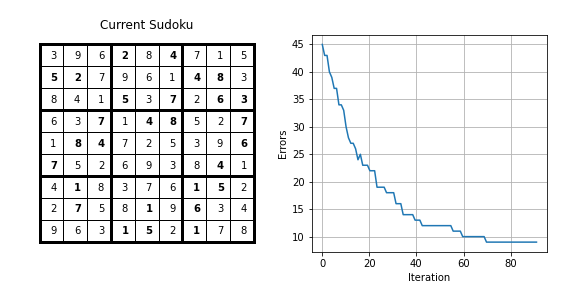 Current Sudoku
3 9 6 2 8 4 7 1 5
5 2 7 9 6 1 4 8 3
8 4 1 5 3 7 2 6 3
6 3 7 1 4 8 5 2 7
1 8 4 7 2 5 3 9 6
7 5 2 6 9 3 8 4 1
4 1 8 3 7 6 1 5 2
2 7 5 8 1 9 6 3 4
9 6 3 1 5 2 1 7 8
Errors
45
40
35
30
25
20
15
10
0 20 40 60 80
Iteration